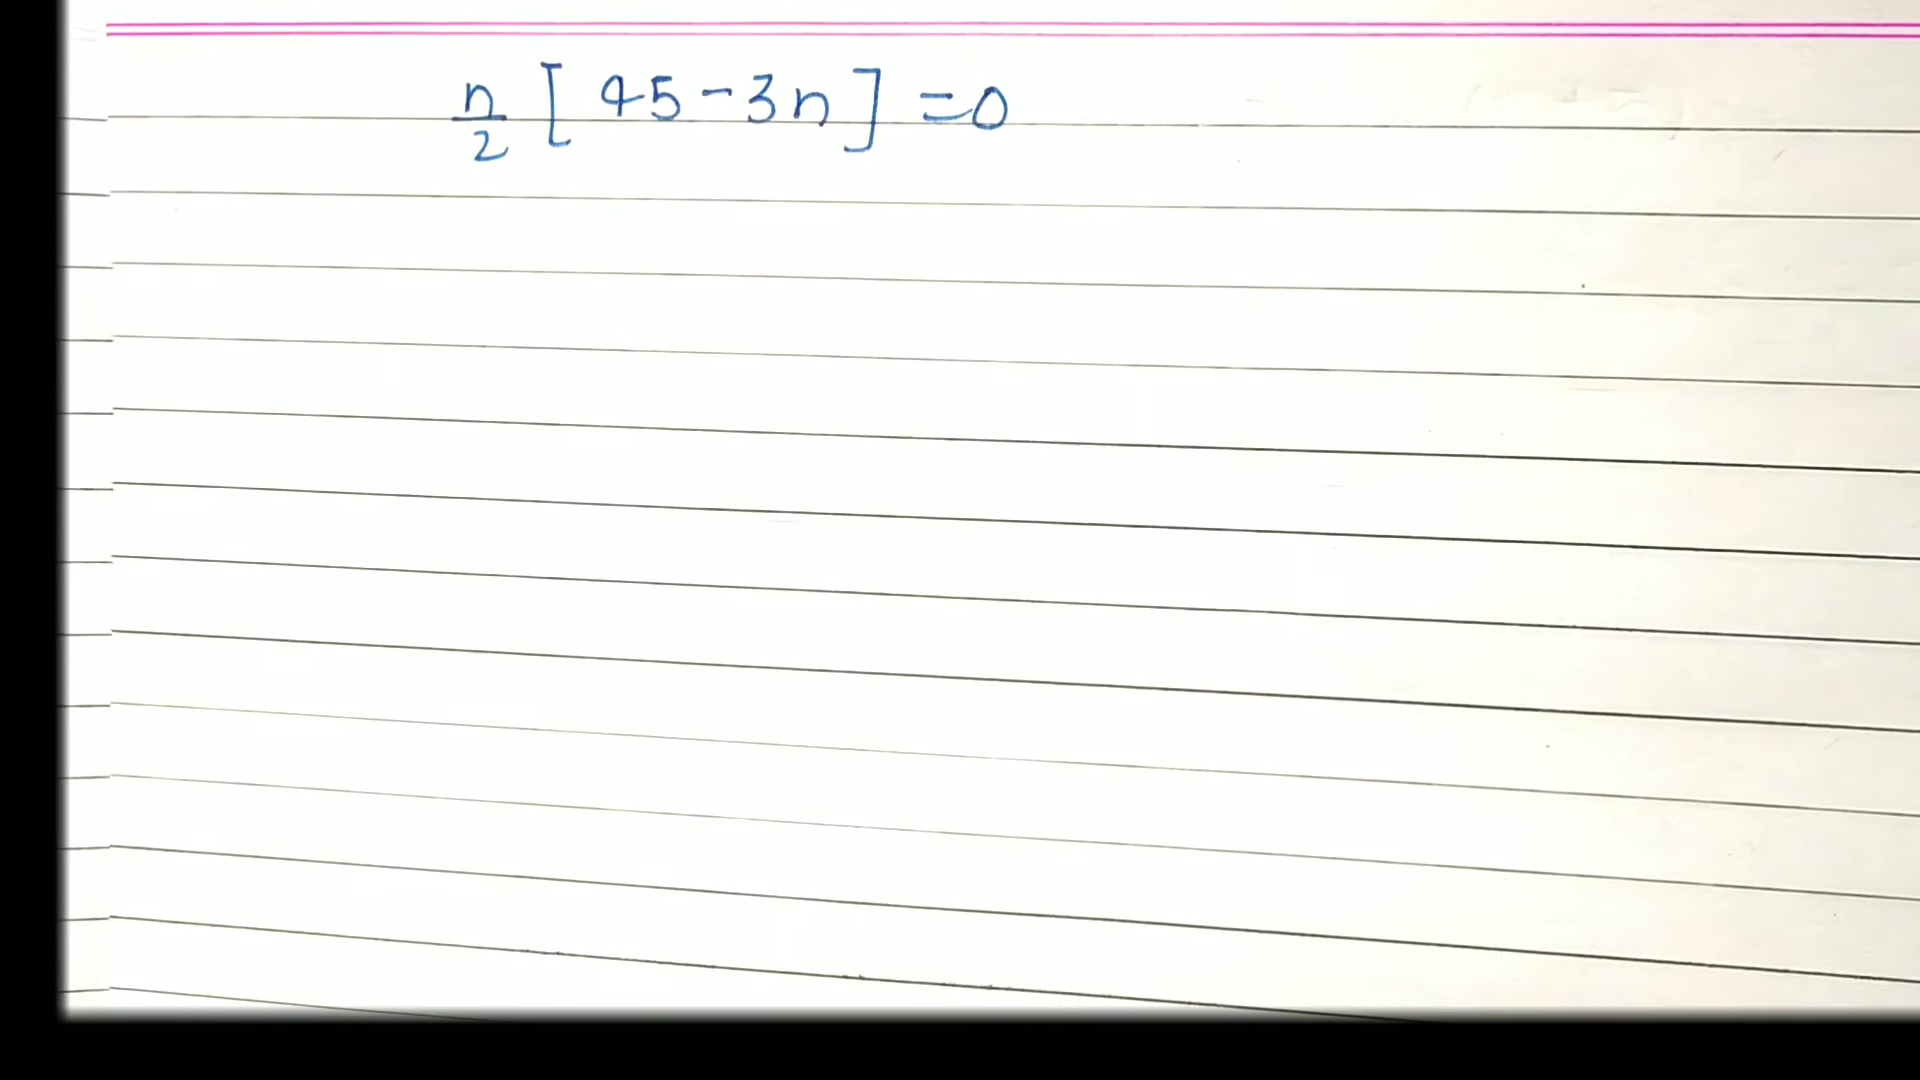 n/2 [ 45 - 3n ] = 0